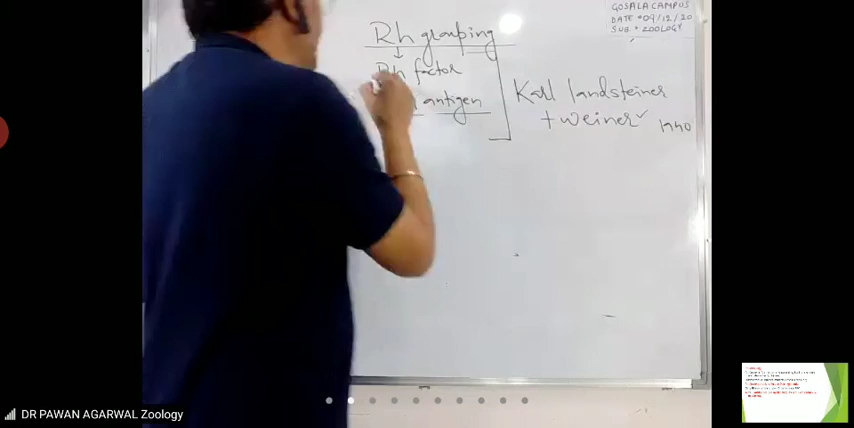 GOSALA CAMPUS
DATE = 04/12/20
SUB. = ZOOLOGY
Rh grouping
↓
Rh factor
antigen
Karl landsteiner
+ weiner ✓ 1940
DR PAWAN AGARWAL Zoology